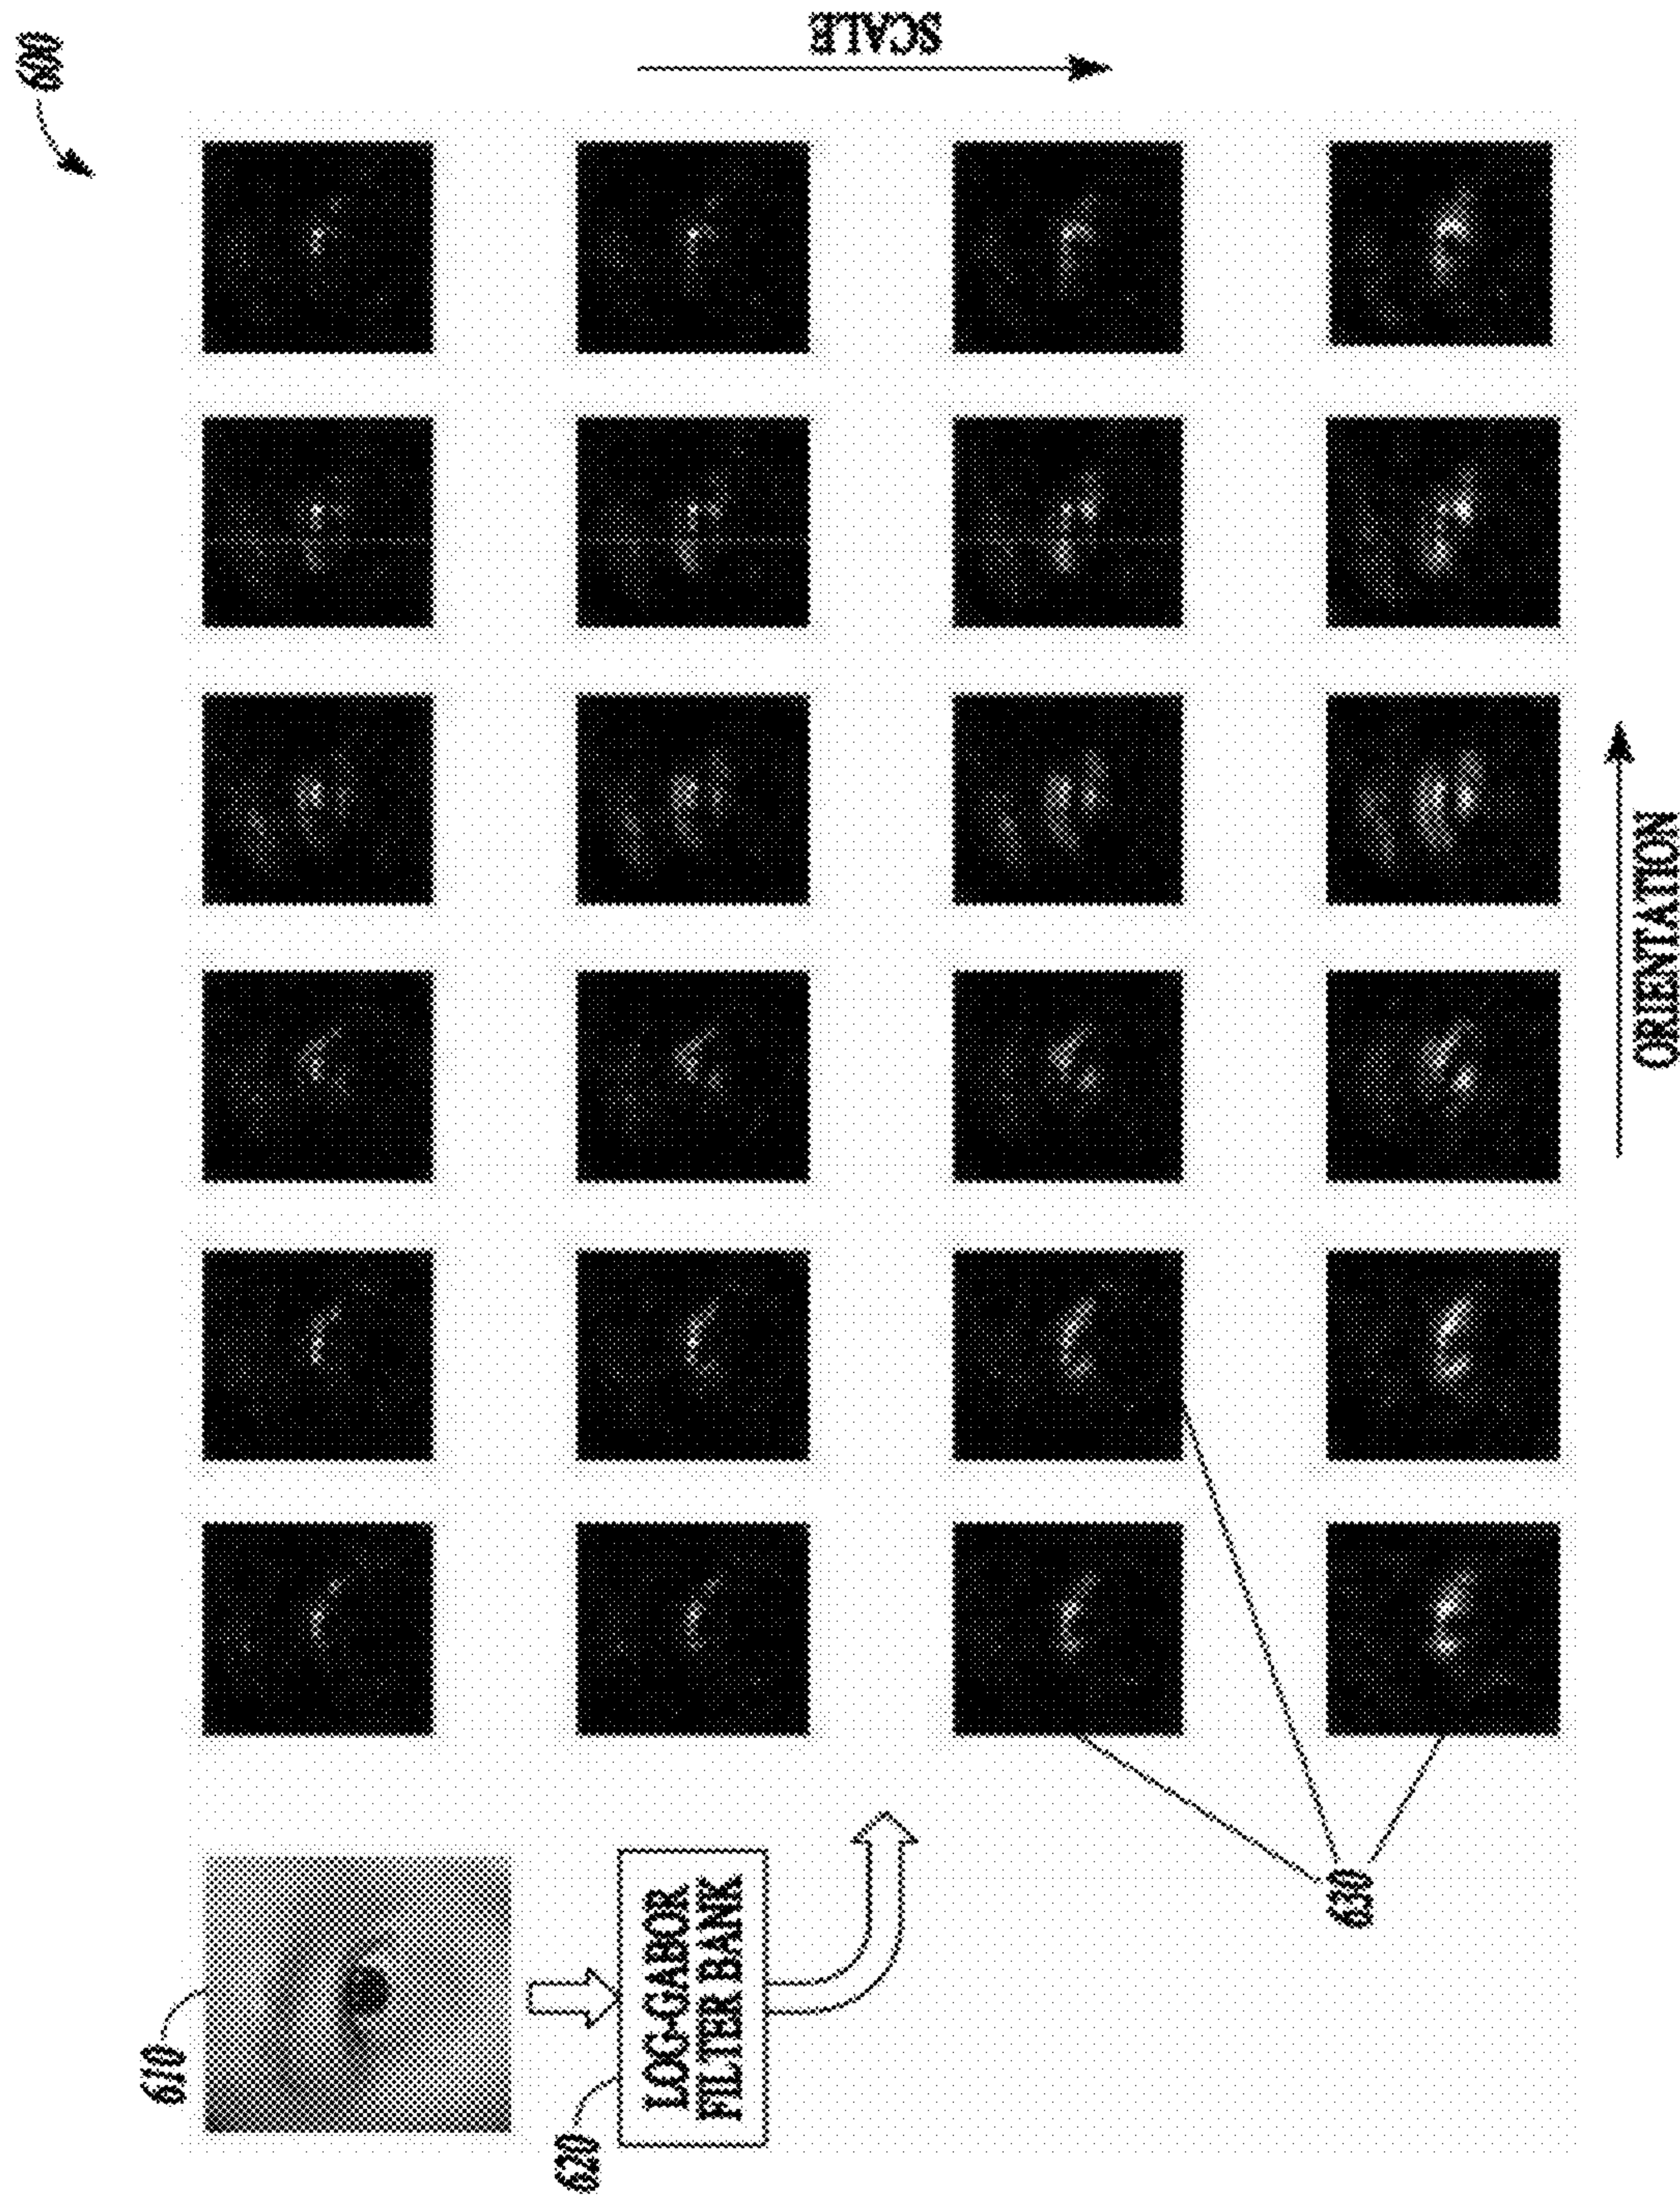 600
SCALE
ORIENTATION
610
620
LOG-GABOR
FILTER BANK
630